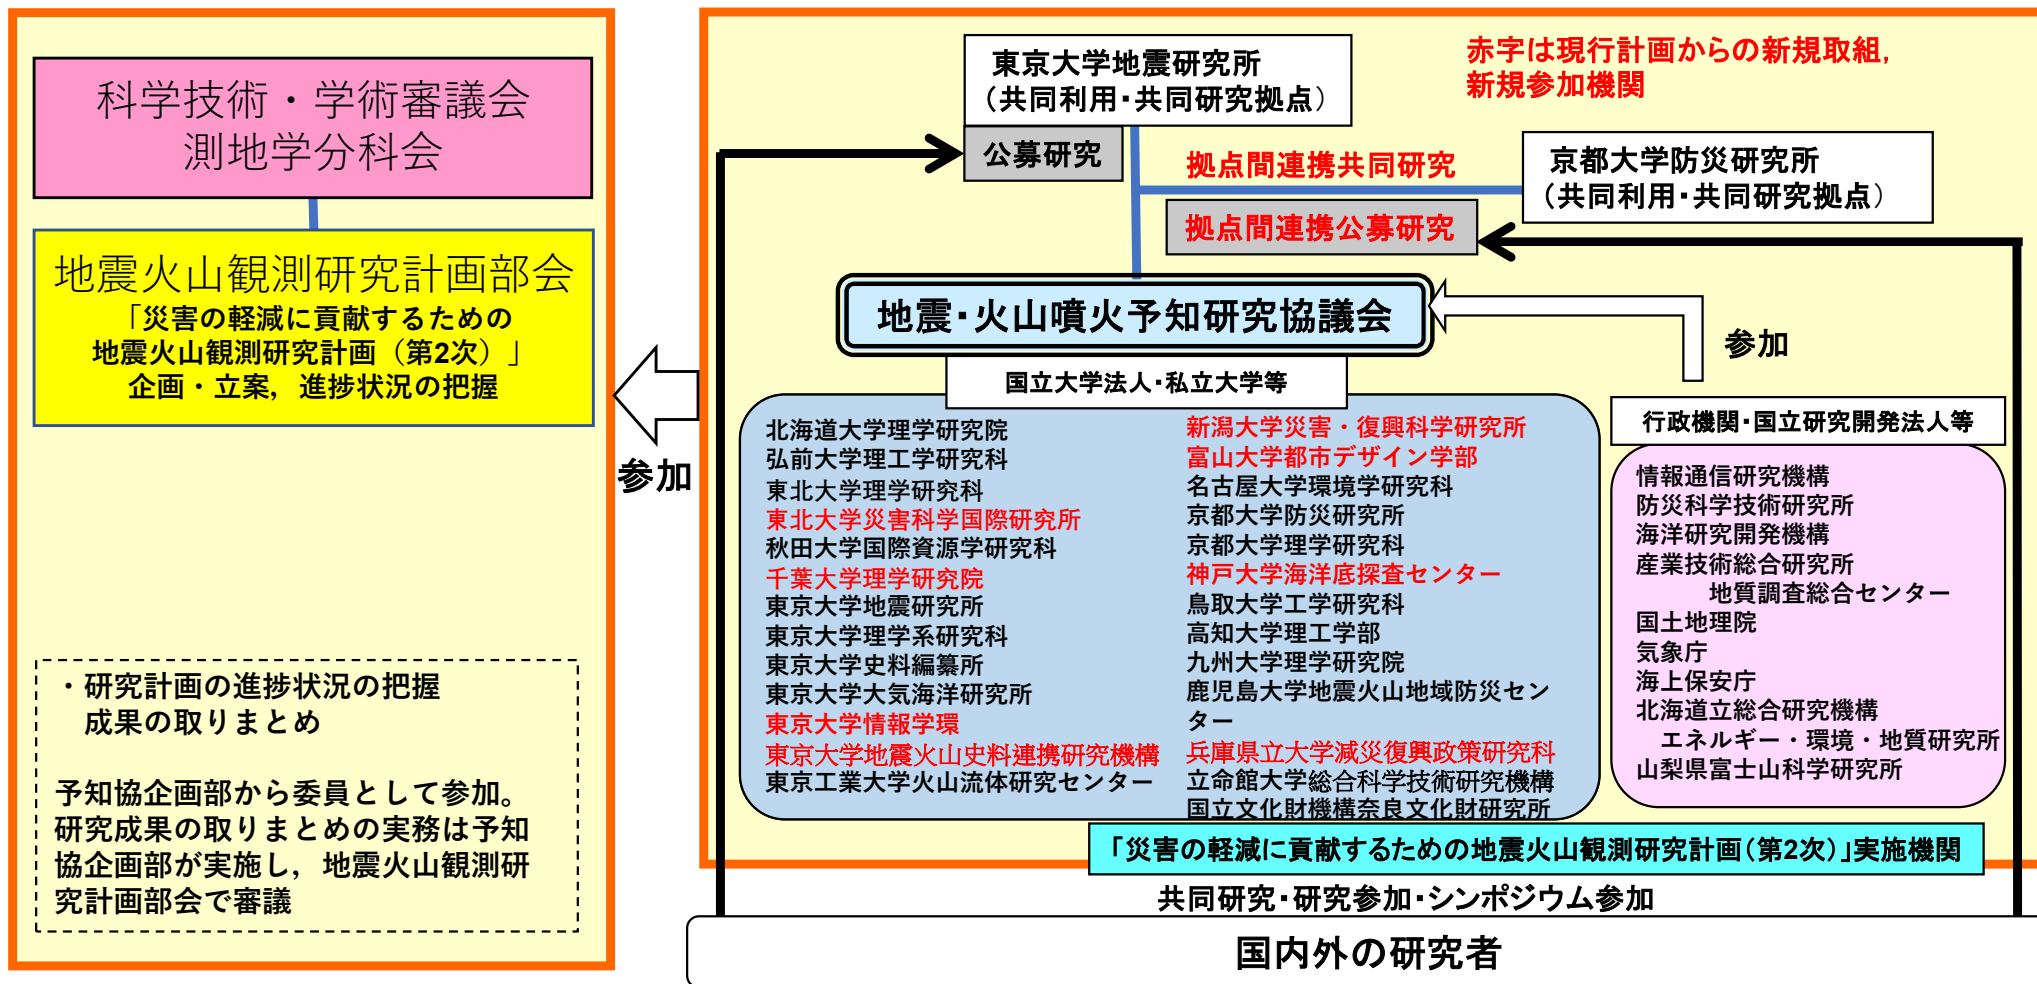 科学技術・学術審議会
測地学分科会
地震火山観測研究計画部会
「災害の軽減に貢献するための
地震火山観測研究計画（第2次）」
企画・立案，進捗状況の把握
・研究計画の進捗状況の把握
成果の取りまとめ
予知協企画部から委員として参加。
研究成果の取りまとめの実務は予知
協企画部が実施し，地震火山観測研
究計画部会で審議
参加
東京大学地震研究所
（共同利用・共同研究拠点）
公募研究
赤字は現行計画からの新規取組，
新規参加機関
拠点間連携共同研究
京都大学防災研究所
（共同利用・共同研究拠点）
拠点間連携公募研究
地震・火山噴火予知研究協議会
参加
国立大学法人・私立大学等
北海道大学理学研究院
弘前大学理工学研究科
東北大学理学研究科
東北大学災害科学国際研究所
秋田大学国際資源学研究科
千葉大学理学研究院
東京大学地震研究所
東京大学理学系研究科
東京大学史料編纂所
東京大学大気海洋研究所
東京大学情報学環
東京大学地震火山史料連携研究機構
東京工業大学火山流体研究センター
新潟大学災害・復興科学研究所
富山大学都市デザイン学部
名古屋大学環境学研究科
京都大学防災研究所
京都大学理学研究科
神戸大学海洋底探査センター
鳥取大学工学研究科
高知大学理工学部
九州大学理学研究院
鹿児島大学地震火山地域防災セン
ター
兵庫県立大学減災復興政策研究科
立命館大学総合科学技術研究機構
国立文化財機構奈良文化財研究所
行政機関・国立研究開発法人等
情報通信研究機構
防災科学技術研究所
海洋研究開発機構
産業技術総合研究所
地質調査総合センター
国土地理院
気象庁
海上保安庁
北海道立総合研究機構
エネルギー・環境・地質研究所
山梨県富士山科学研究所
「災害の軽減に貢献するための地震火山観測研究計画（第2次）」実施機関
共同研究・研究参加・シンポジウム参加
国内外の研究者